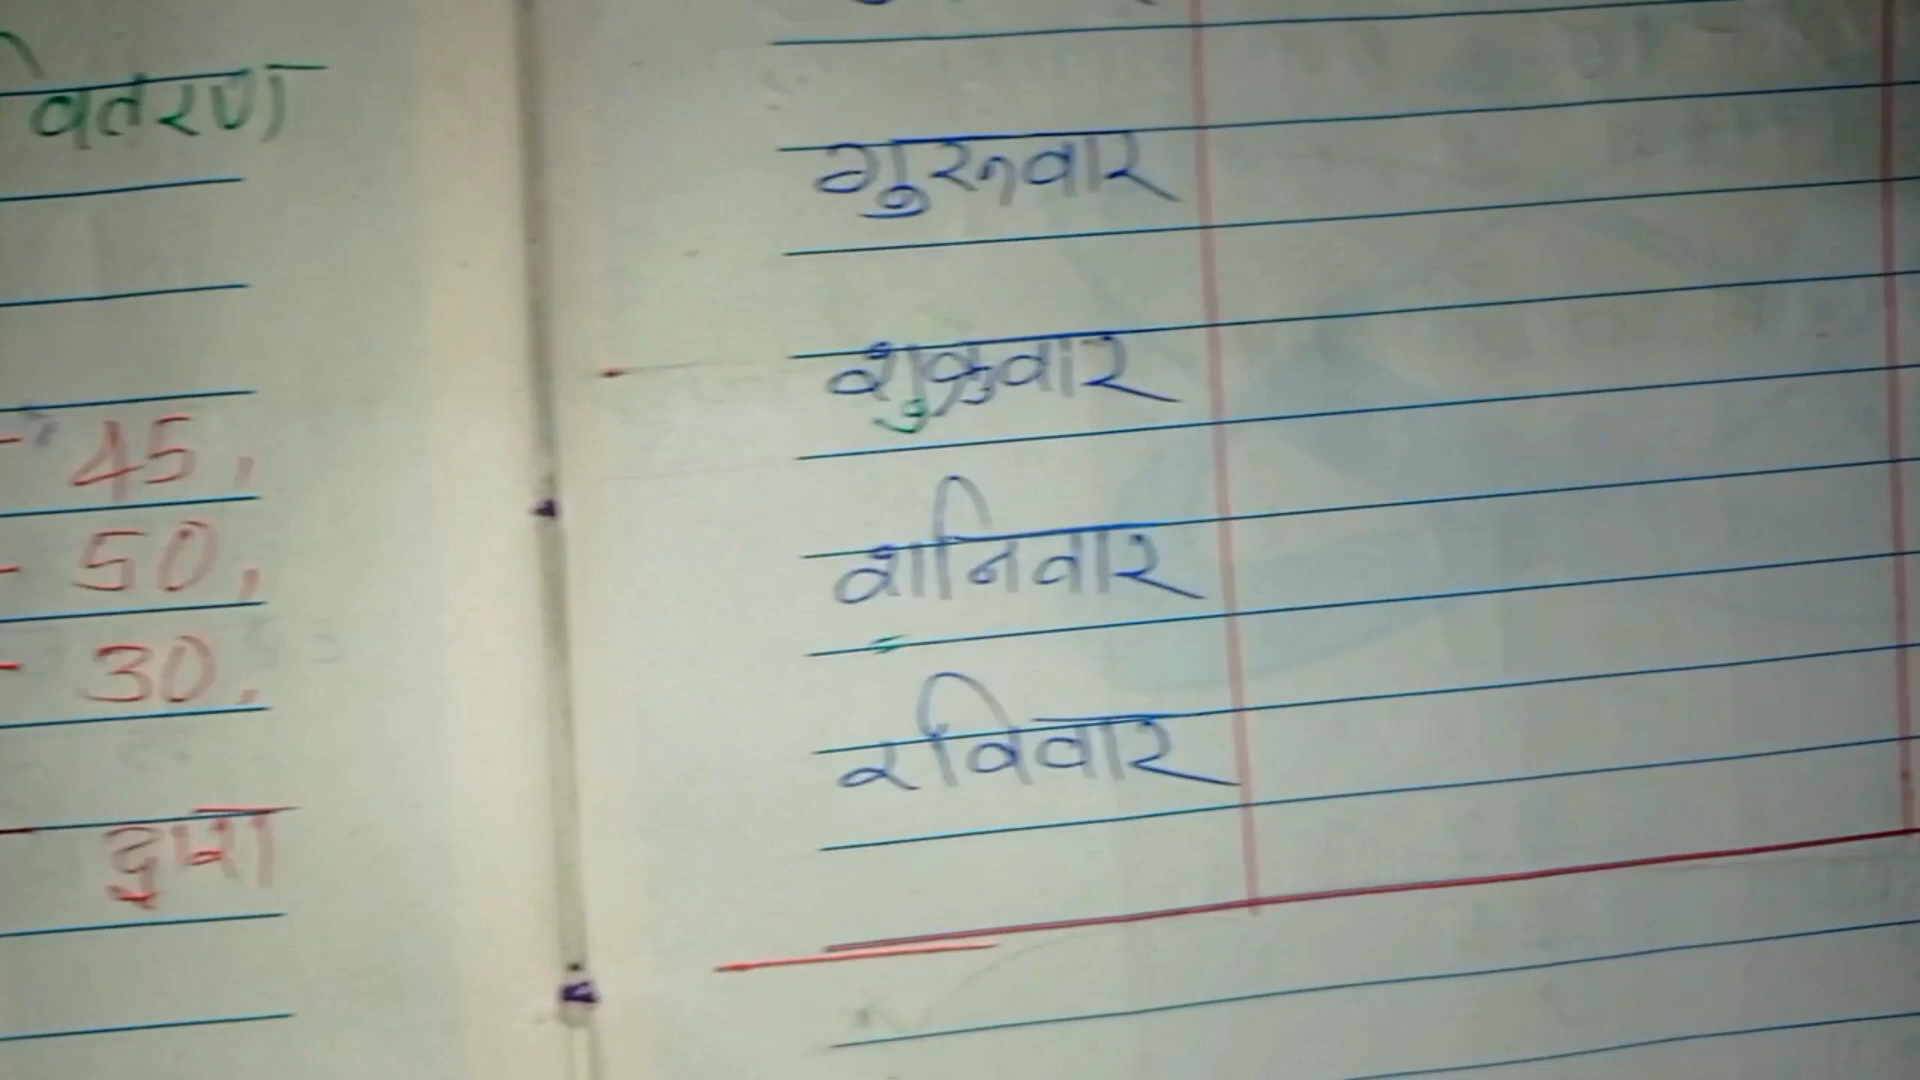 वितरण
45,
50,
30,
द्वारा
गुरुवार
शुक्रवार
शनिवार
रविवार